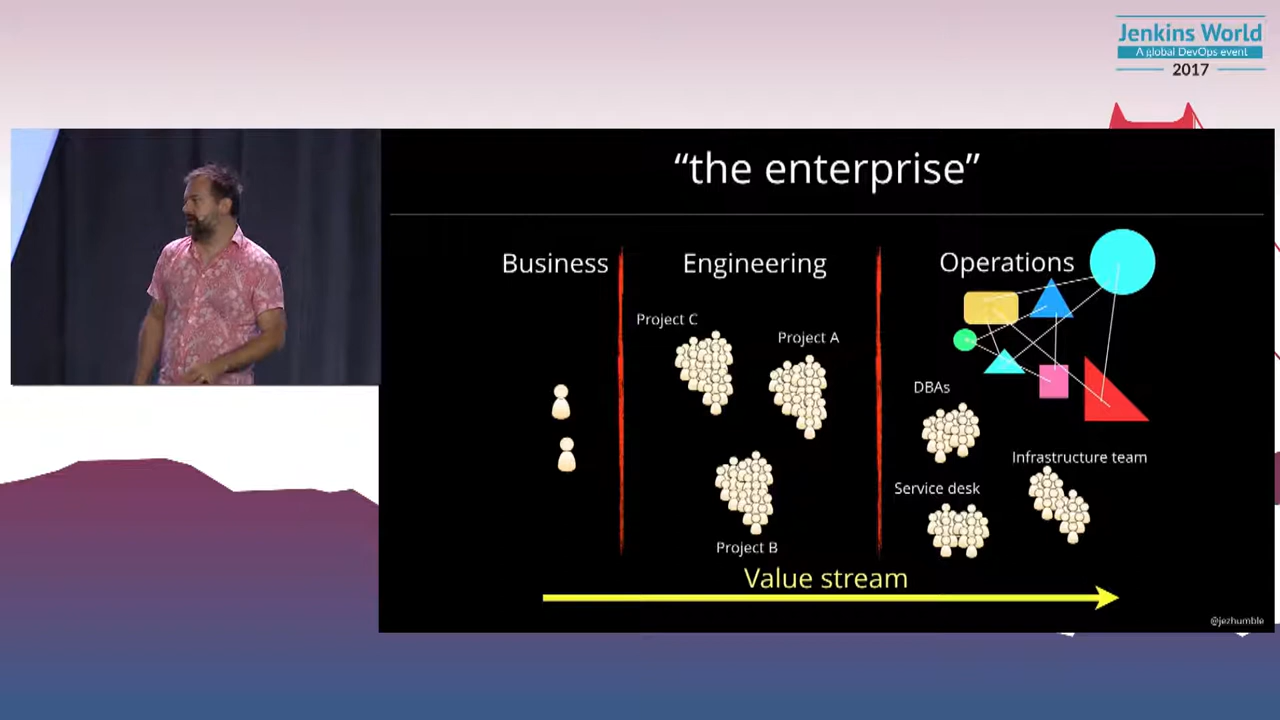 Jenkins World
A global DevOps event
2017
“the enterprise”
Business
Engineering
Operations
Project C
Project A
DBAs
Infrastructure team
Service desk
Project B
Value stream
@jezhumble